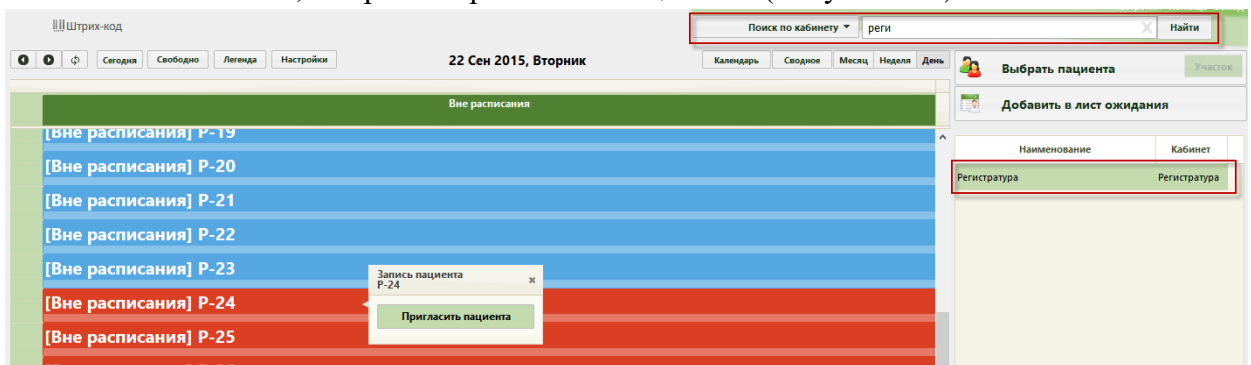 Штрих-код
Поиск по кабинету
реги
Найти
Сегодня Свободно Легенда Настройки
22 Сен 2015, Вторник
Календарь Сводное Месяц Неделя День
Выбрать пациента
Участок
Добавить в лист ожидания
Вне расписания
Наименование Кабинет
Регистратура Регистратура
[Вне расписания] Р-19
[Вне расписания] Р-20
[Вне расписания] Р-21
[Вне расписания] Р-22
[Вне расписания] Р-23
[Вне расписания] Р-24
[Вне расписания] Р-25
Запись пациента
Р-24
Пригласить пациента